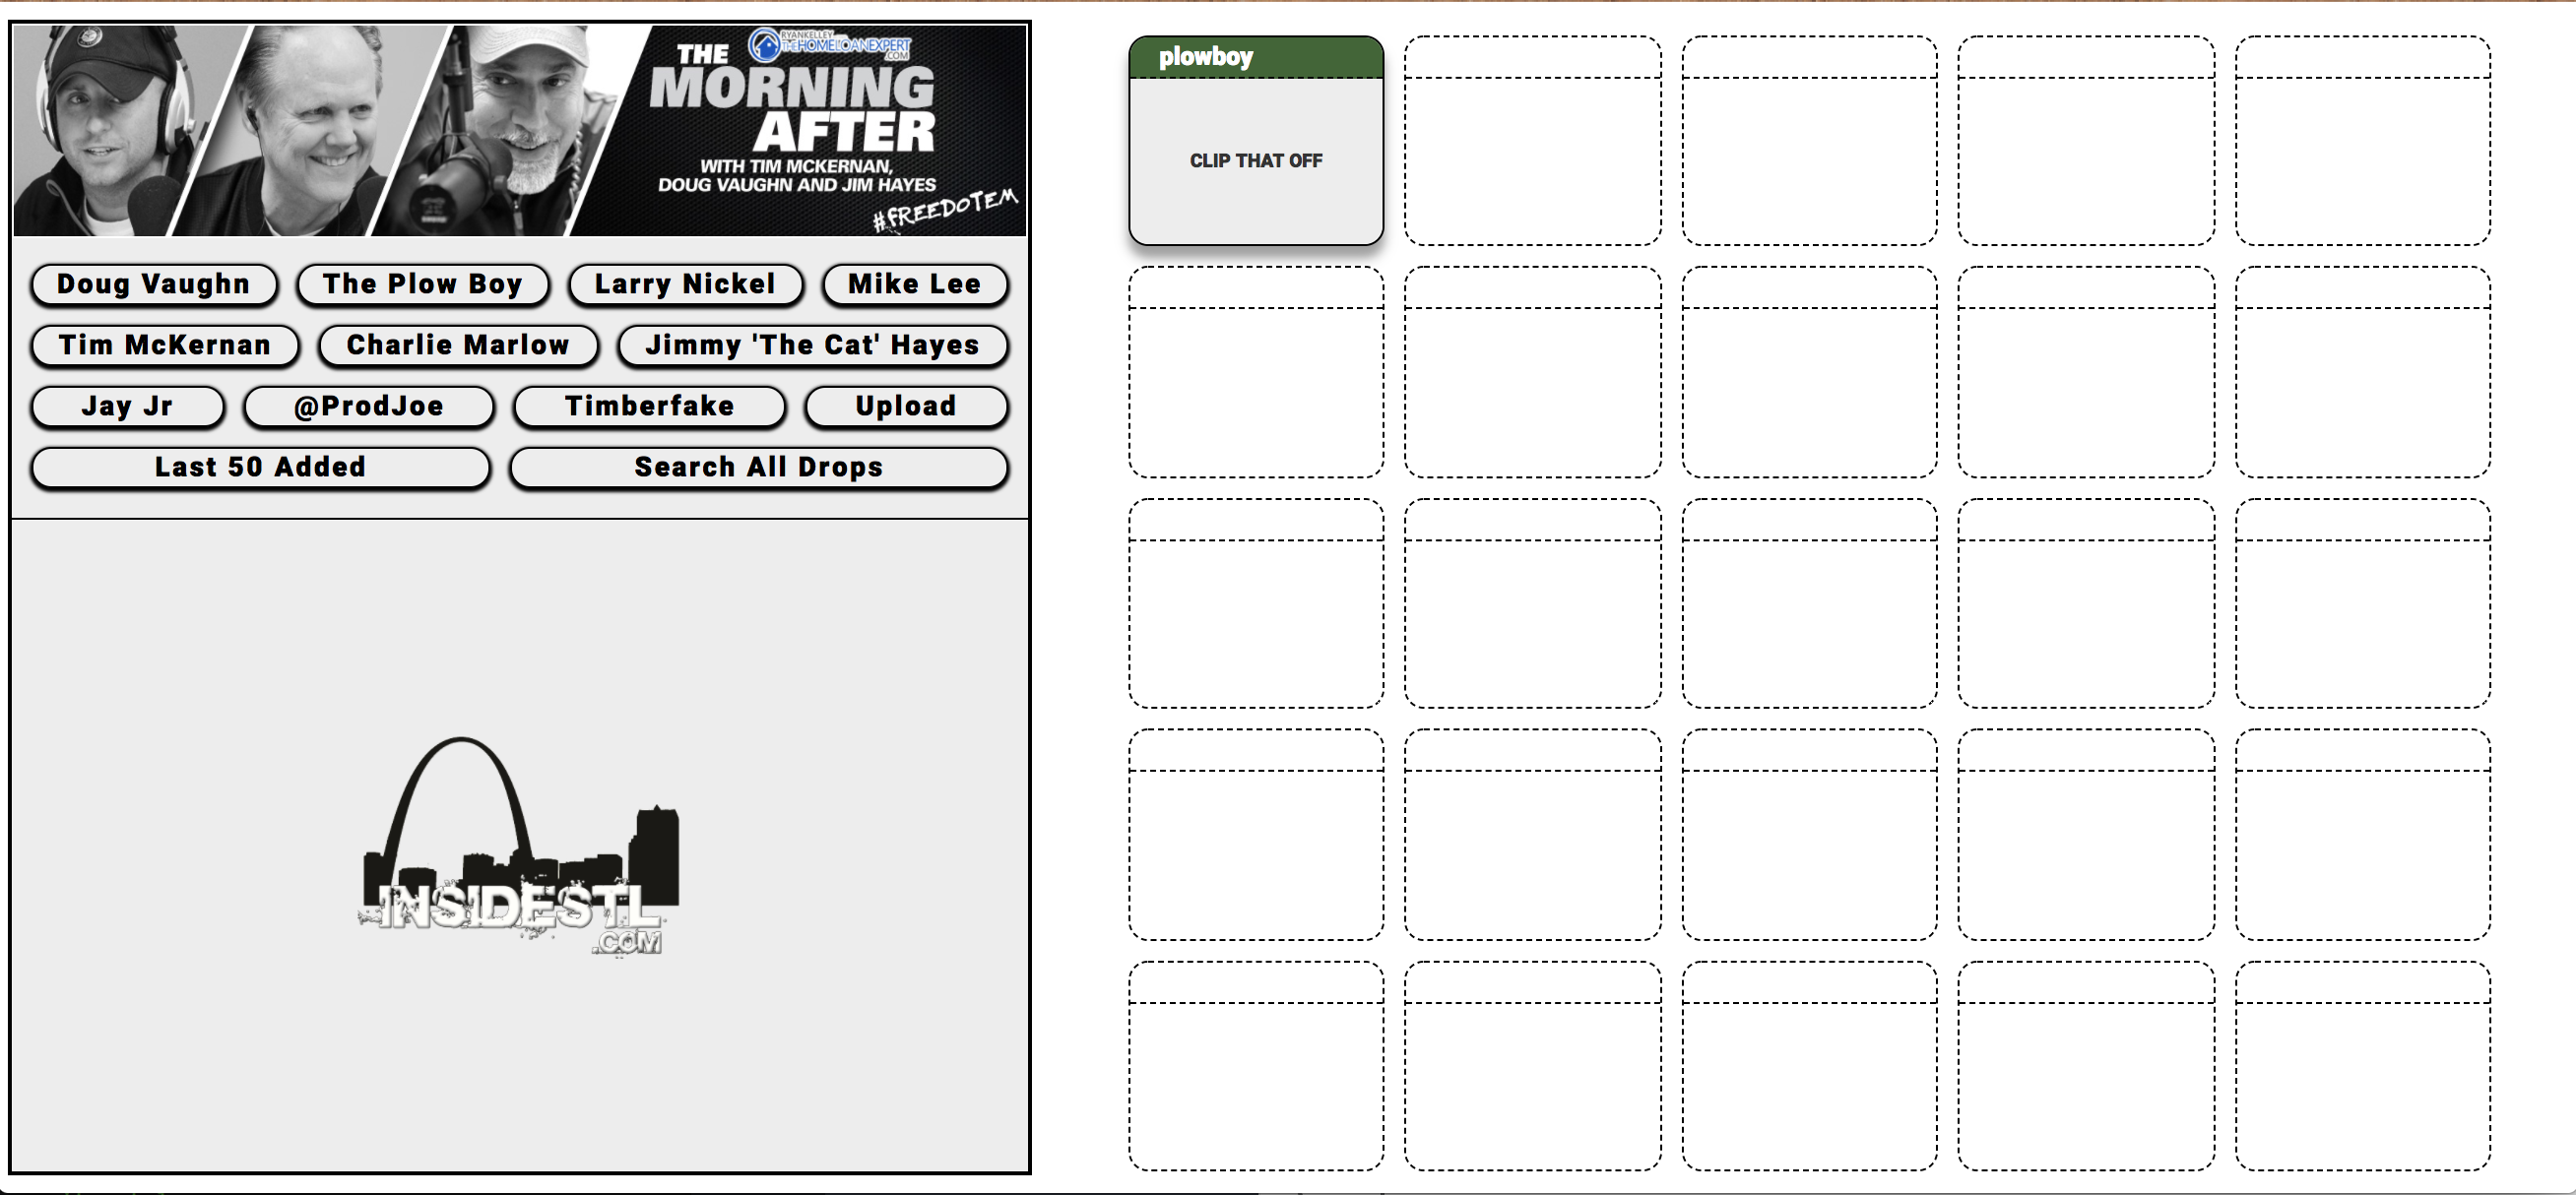 RYANKELLEY
THEHOMELOANEXPERT
.COM
THE
MORNING
AFTER
WITH TIM MCKERNAN,
DOUG VAUGHN AND JIM HAYES
#FREEDOTEM
Doug Vaughn
The Plow Boy
Larry Nickel
Mike Lee
Tim McKernan
Charlie Marlow
Jimmy 'The Cat' Hayes
Jay Jr
@ProdJoe
Timberfake
Upload
Last 50 Added
Search All Drops
INSIDESTL
.COM
plowboy
CLIP THAT OFF